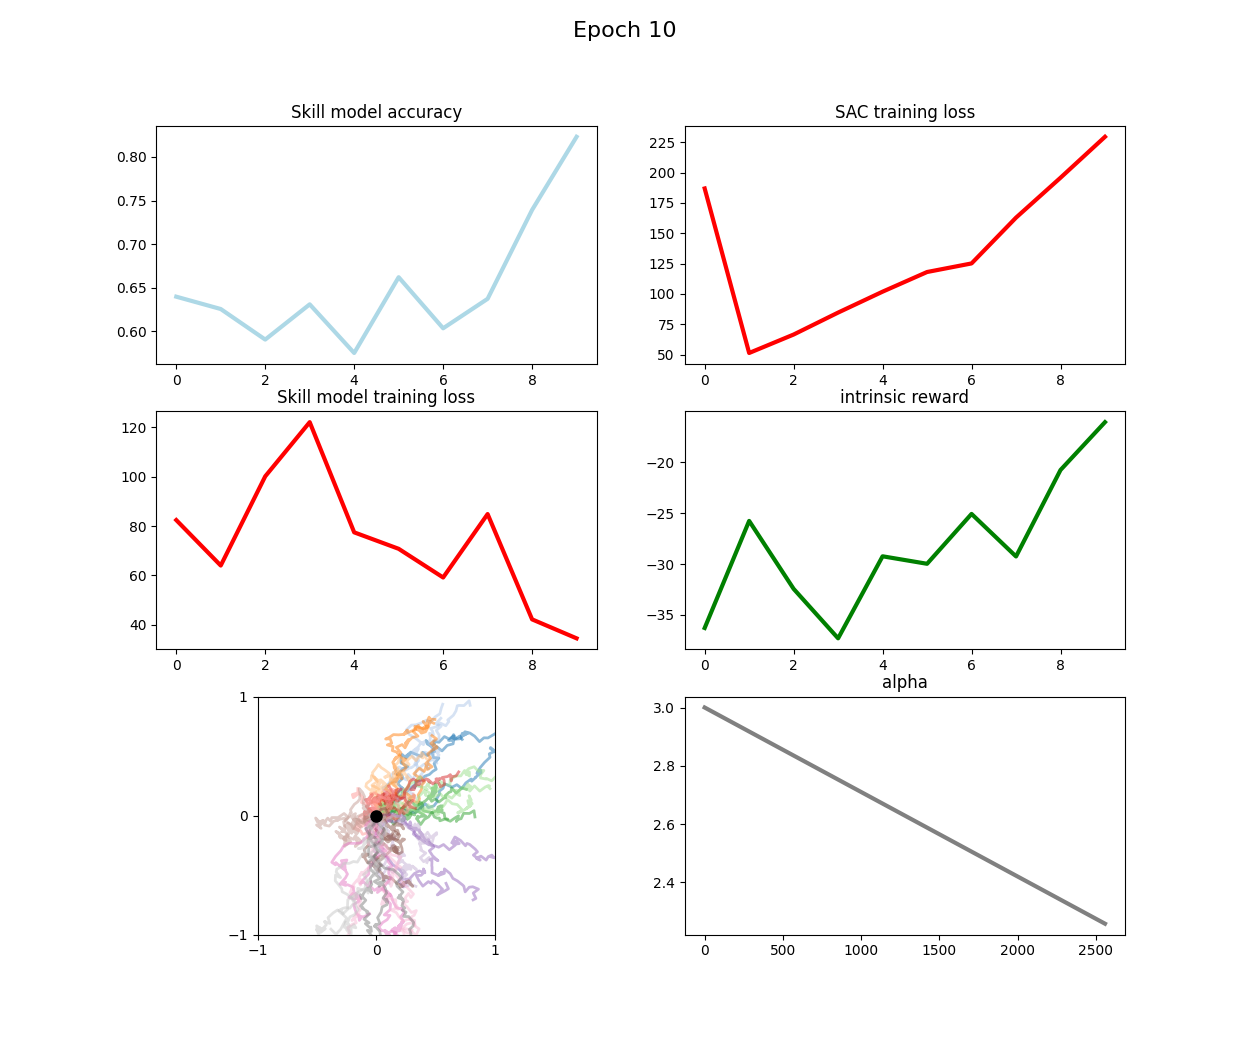 Epoch 10
Skill model accuracy
0.80
0.75
0.70
0.65
0.60
0 2 4 6 8
SAC training loss
225
200
175
150
125
100
75
50
0 2 4 6 8
Skill model training loss
120
100
80
60
40
0 2 4 6 8
intrinsic reward
−20
−25
−30
−35
0 2 4 6 8
1
0
−1
−1 0 1
alpha
3.0
2.8
2.6
2.4
0 500 1000 1500 2000 2500